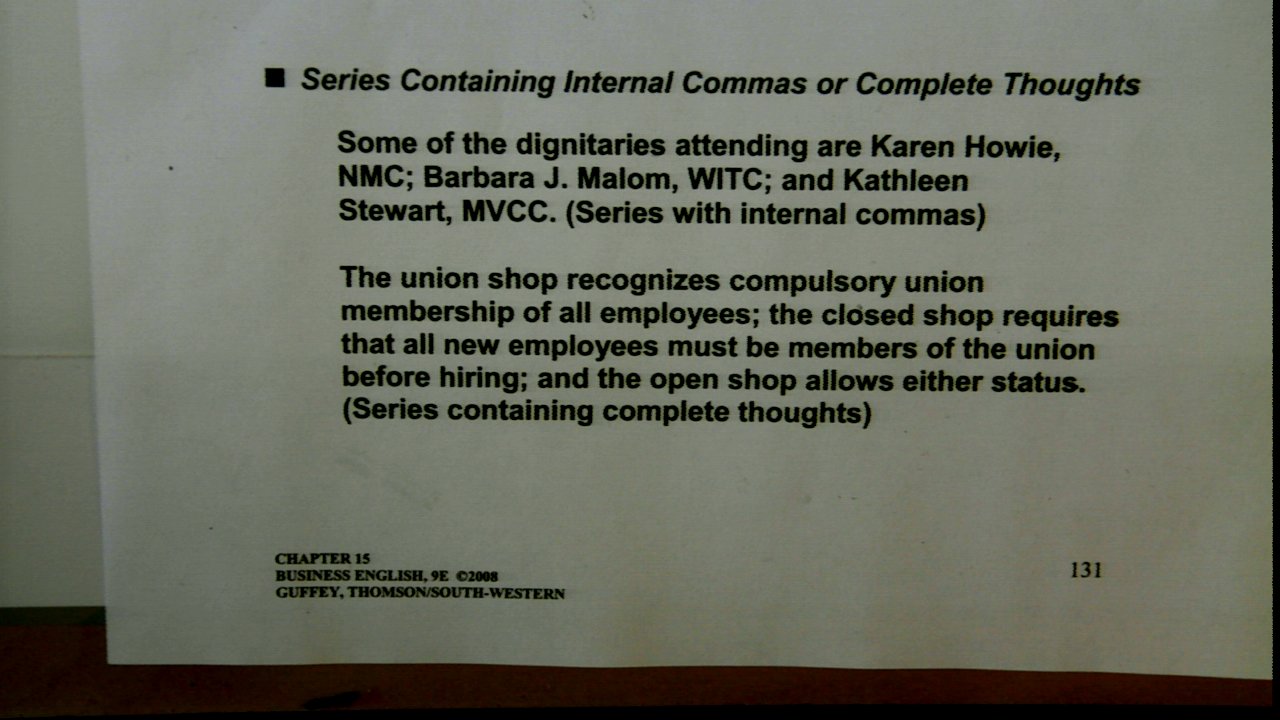 ■ Series Containing Internal Commas or Complete Thoughts
Some of the dignitaries attending are Karen Howie,
NMC; Barbara J. Malom, WITC; and Kathleen
Stewart, MVCC. (Series with internal commas)
The union shop recognizes compulsory union
membership of all employees; the closed shop requires
that all new employees must be members of the union
before hiring; and the open shop allows either status.
(Series containing complete thoughts)
CHAPTER 15
BUSINESS ENGLISH, 9E ©2008
GUFFEY, THOMSON/SOUTH-WESTERN
131